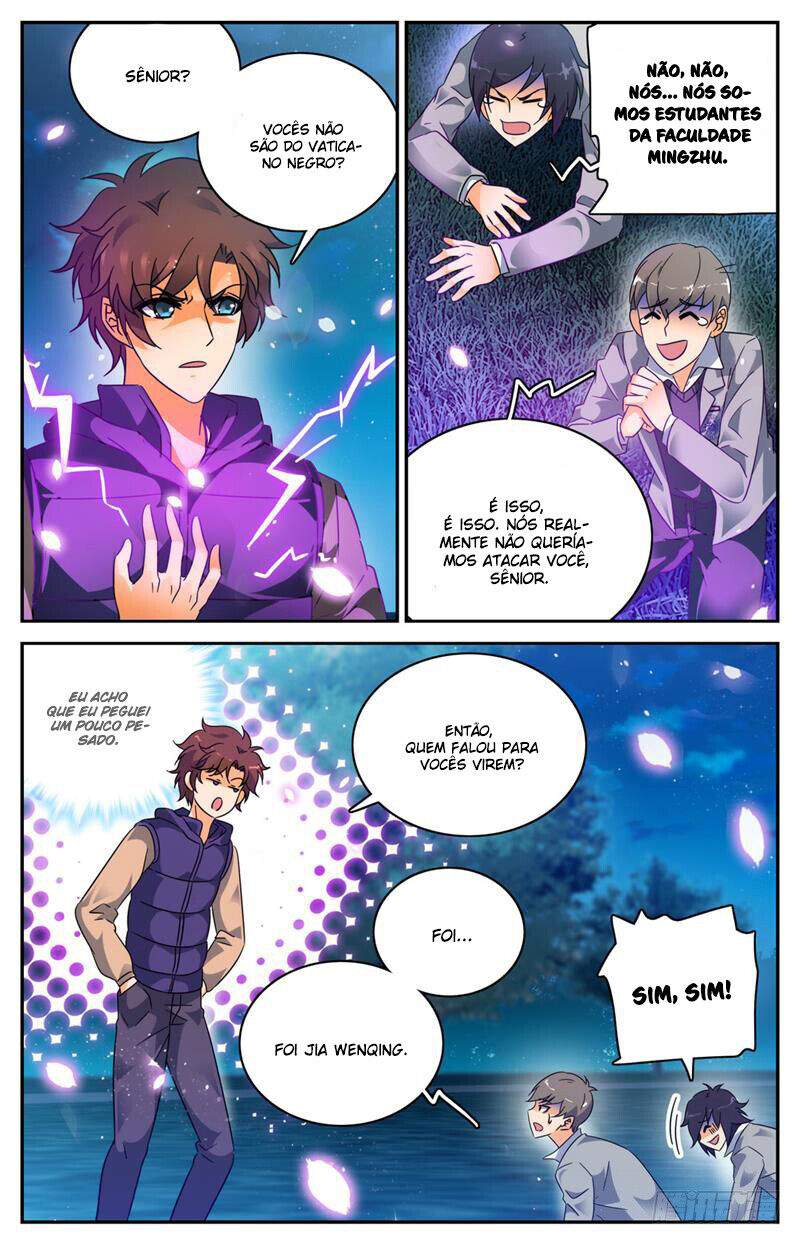 SÊNIOR?
VOCÊS NÃO
SÃO DO VATICA-
NO NEGRO?
NÃO, NÃO,
NÓS... NÓS SO-
MOS ESTUDANTES
DA FACULDADE
MINGZHU.
É ISSO,
É ISSO. NÓS REAL-
MENTE NÃO QUERÍA-
MOS ATACAR VOCÊ,
SÊNIOR.
EU ACHO
QUE EU PEGUEI
UM POUCO PE-
SADO.
ENTÃO,
QUEM FALOU PARA
VOCÊS VIREM?
FOI...
FOI JIA WENQING.
SIM, SIM!